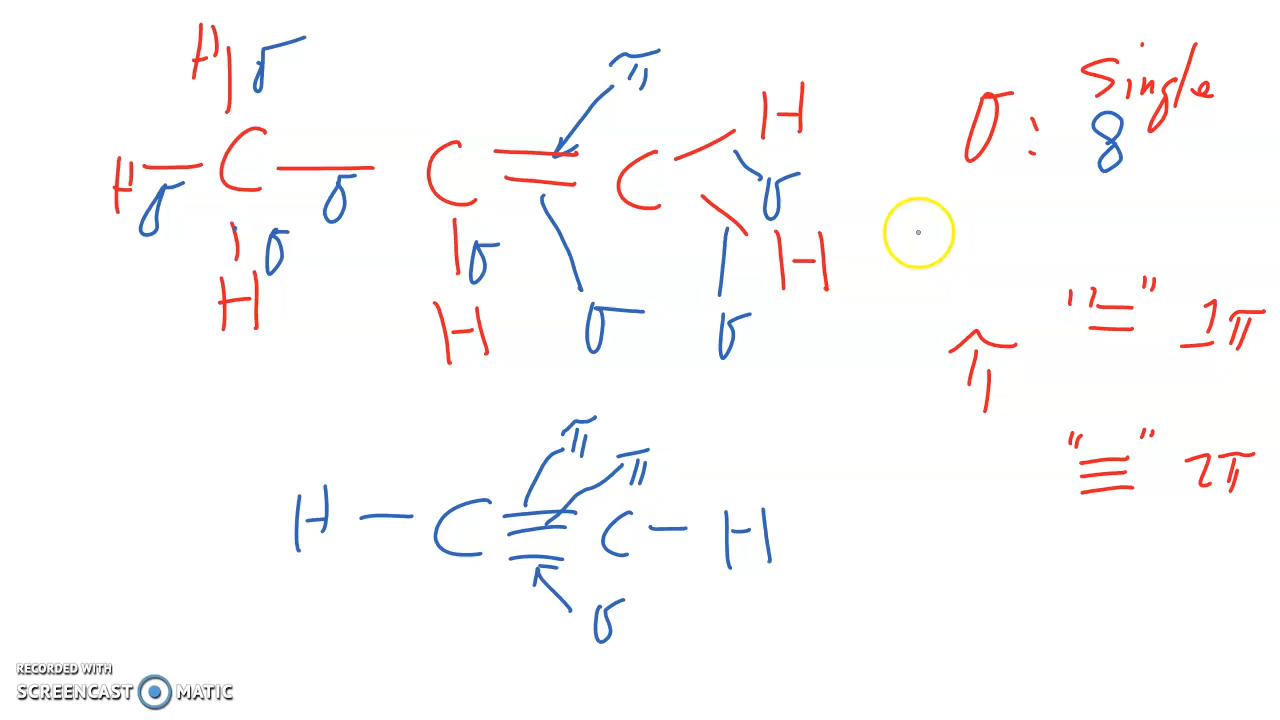 H σ π Single
H C = C = C H σ : 8
σ σ σ σ σ
H H σ σ H "=" 1π
π
π π "≡" 2π
H — C ≡ C — H
σ
RECORDED WITH
SCREENCAST MATIC